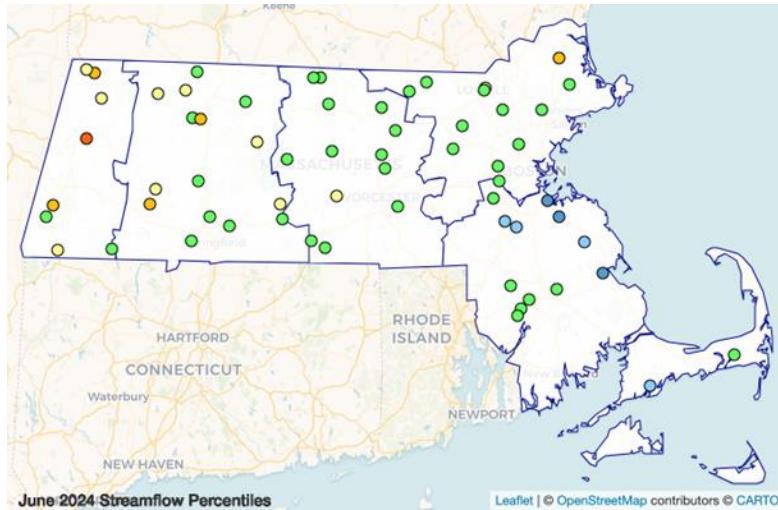 Keene
LOWELL
Salem
MASSACHUSETTS
BOSTON
WORCESTER
Springfield
HARTFORD
RHODE
ISLAND
CONNECTICUT
Waterbury
NEWPORT
NEW HAVEN
June 2024 Streamflow Percentiles
Leaflet | © OpenStreetMap contributors © CARTO